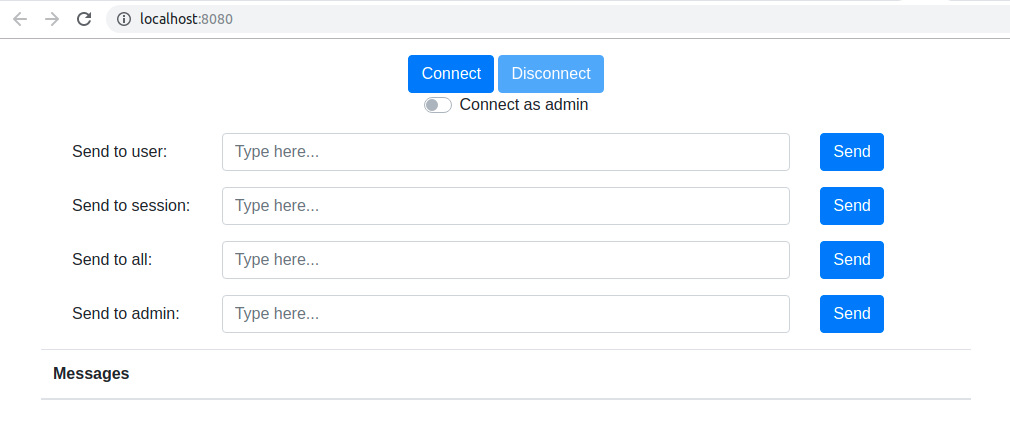 localhost:8080
Connect Disconnect
Connect as admin
Send to user: Type here... Send
Send to session: Type here... Send
Send to all: Type here... Send
Send to admin: Type here... Send
Messages